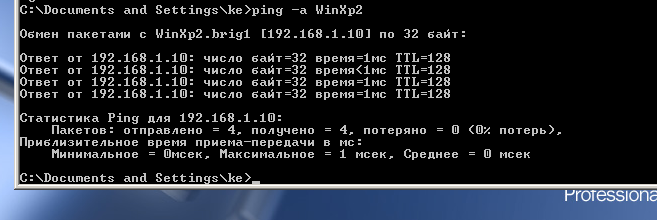 C:\Documents and Settings\ke>ping -a WinXp2
Обмен пакетами с WinXp2.brig1 [192.168.1.10] по 32 байт:
Ответ от 192.168.1.10: число байт=32 время=1мс TTL=128
Ответ от 192.168.1.10: число байт=32 время<1мс TTL=128
Ответ от 192.168.1.10: число байт=32 время=1мс TTL=128
Ответ от 192.168.1.10: число байт=32 время=1мс TTL=128
Статистика Ping для 192.168.1.10:
Пакетов: отправлено = 4, получено = 4, потеряно = 0 (0% потерь),
Приблизительное время приема-передачи в мс:
Минимальное = 0мсек, Максимальное = 1 мсек, Среднее = 0 мсек
C:\Documents and Settings\ke>_
Professional